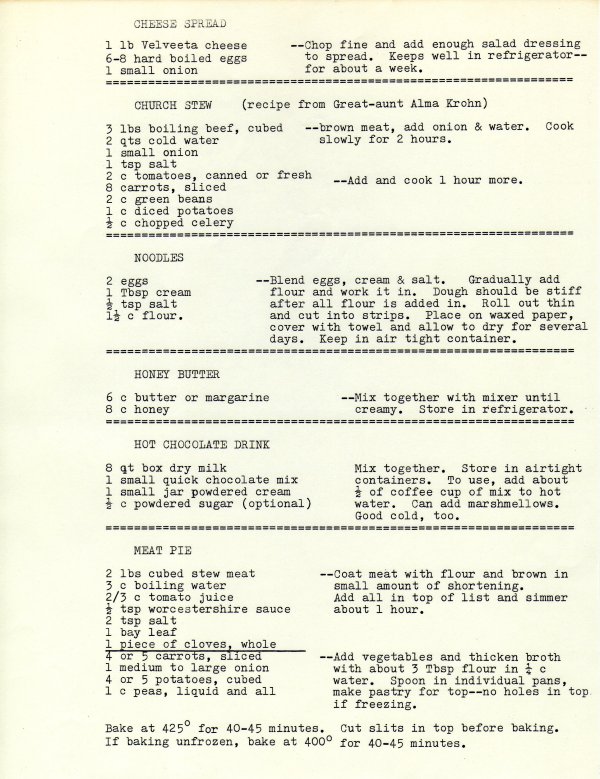 CHEESE SPREAD
1 lb Velveeta cheese --Chop fine and add enough salad dressing
6-8 hard boiled eggs to spread. Keeps well in refrigerator--
1 small onion for about a week.
CHURCH STEW (recipe from Great-aunt Alma Krohn)
3 lbs boiling beef, cubed --brown meat, add onion & water. Cook
2 qts cold water slowly for 2 hours.
1 small onion
1 tsp salt
2 c tomatoes, canned or fresh
8 carrots, sliced --Add and cook 1 hour more.
2 c green beans
1 c diced potatoes
½ c chopped celery
NOODLES
2 eggs --Blend eggs, cream & salt. Gradually add
1 Tbsp cream flour and work it in. Dough should be stiff
½ tsp salt after all flour is added in. Roll out thin
1½ c flour. and cut into strips. Place on waxed paper,
cover with towel and allow to dry for several
days. Keep in air tight container.
HONEY BUTTER
6 c butter or margarine --Mix together with mixer until
8 c honey creamy. Store in refrigerator.
HOT CHOCOLATE DRINK
8 qt box dry milk Mix together. Store in airtight
1 small quick chocolate mix containers. To use, add about
1 small jar powdered cream ½ of coffee cup of mix to hot
½ c powdered sugar (optional) water. Can add marshmellows.
Good cold, too.
MEAT PIE
2 lbs cubed stew meat --Coat meat with flour and brown in
3 c boiling water small amount of shortening.
2/3 c tomato juice Add all in top of list and simmer
½ tsp worcestershire sauce about 1 hour.
2 tsp salt
1 bay leaf
1 piece of cloves, whole
4 or 5 carrots, sliced --Add vegetables and thicken broth
1 medium to large onion with about 3 Tbsp flour in ¼ c
4 or 5 potatoes, cubed water. Spoon in individual pans,
1 c peas, liquid and all make pastry for top--no holes in top
if freezing.
Bake at 425° for 40-45 minutes. Cut slits in top before baking.
If baking unfrozen, bake at 400° for 40-45 minutes.